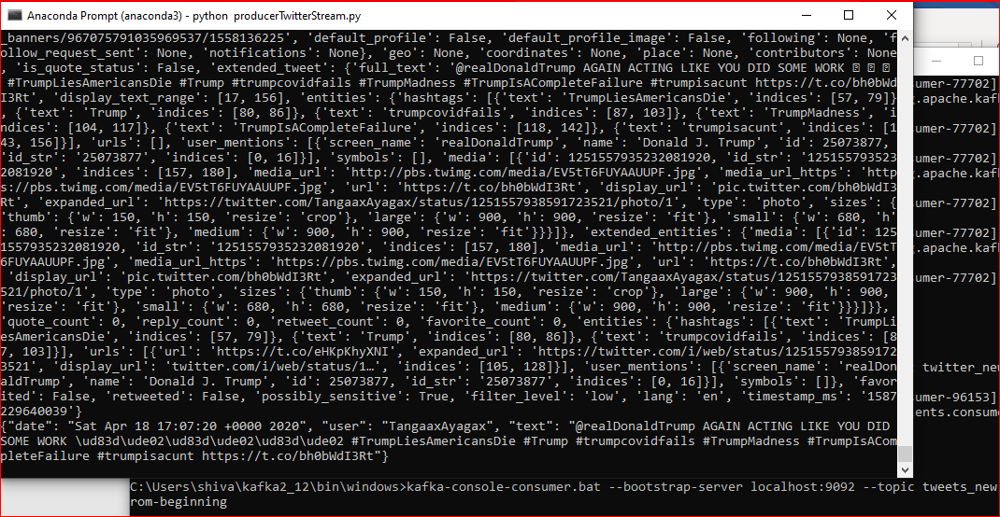 Anaconda Prompt (anaconda3) - python  producerTwitterStream.py
_banners/967075791035969537/1558136225', 'default_profile': False, 'default_profile_image': False, 'following': None, 'f
ollow_request_sent': None, 'notifications': None}, 'geo': None, 'coordinates': None, 'place': None, 'contributors': None
, 'is_quote_status': False, 'extended_tweet': {'full_text': '@realDonaldTrump AGAIN ACTING LIKE YOU DID SOME WORK
#TrumpLiesAmericansDie #Trump #trumpcovidfails #TrumpMadness #TrumpIsACompleteFailure #trumpisacunt https://t.co/bh0bWd
I3Rt', 'display_text_range': [17, 156], 'entities': {'hashtags': [{'text': 'TrumpLiesAmericansDie', 'indices': [57, 79]}
, {'text': 'Trump', 'indices': [80, 86]}, {'text': 'trumpcovidfails', 'indices': [87, 103]}, {'text': 'TrumpMadness', 'i
ndices': [104, 117]}, {'text': 'TrumpIsACompleteFailure', 'indices': [118, 142]}, {'text': 'trumpisacunt', 'indices': [1
43, 156]}], 'urls': [], 'user_mentions': [{'screen_name': 'realDonaldTrump', 'name': 'Donald J. Trump', 'id': 25073877,
'id_str': '25073877', 'indices': [0, 16]}], 'symbols': [], 'media': [{'id': 1251557935232081920, 'id_str': '125155793523
2081920', 'indices': [157, 180], 'media_url': 'http://pbs.twimg.com/media/EV5tT6FUYAAUUPF.jpg', 'media_url_https': 'http
s://pbs.twimg.com/media/EV5tT6FUYAAUUPF.jpg', 'url': 'https://t.co/bh0bWdI3Rt', 'display_url': 'pic.twitter.com/bh0bWdI3
Rt', 'expanded_url': 'https://twitter.com/TangaaxAyagax/status/1251557938591723521/photo/1', 'type': 'photo', 'sizes': {
'thumb': {'w': 150, 'h': 150, 'resize': 'crop'}, 'large': {'w': 900, 'h': 900, 'resize': 'fit'}, 'small': {'w': 680, 'h'
: 680, 'resize': 'fit'}, 'medium': {'w': 900, 'h': 900, 'resize': 'fit'}}}]}, 'extended_entities': {'media': [{'id': 125
1557935232081920, 'id_str': '1251557935232081920', 'indices': [157, 180], 'media_url': 'http://pbs.twimg.com/media/EV5tT
6FUYAAUUPF.jpg', 'media_url_https': 'https://pbs.twimg.com/media/EV5tT6FUYAAUUPF.jpg', 'url': 'https://t.co/bh0bWdI3Rt',
'display_url': 'pic.twitter.com/bh0bWdI3Rt', 'expanded_url': 'https://twitter.com/TangaaxAyagax/status/1251557938591723
521/photo/1', 'type': 'photo', 'sizes': {'thumb': {'w': 150, 'h': 150, 'resize': 'crop'}, 'large': {'w': 900, 'h': 900,
'resize': 'fit'}, 'small': {'w': 680, 'h': 680, 'resize': 'fit'}, 'medium': {'w': 900, 'h': 900, 'resize': 'fit'}}}]}},
'quote_count': 0, 'reply_count': 0, 'retweet_count': 0, 'favorite_count': 0, 'entities': {'hashtags': [{'text': 'TrumpLi
esAmericansDie', 'indices': [57, 79]}, {'text': 'Trump', 'indices': [80, 86]}, {'text': 'trumpcovidfails', 'indices': [8
7, 103]}], 'urls': [{'url': 'https://t.co/eHKpKhyXNI', 'expanded_url': 'https://twitter.com/i/web/status/125155793859172
3521', 'display_url': 'twitter.com/i/web/status/1…', 'indices': [105, 128]}], 'user_mentions': [{'screen_name': 'realDon
aldTrump', 'name': 'Donald J. Trump', 'id': 25073877, 'id_str': '25073877', 'indices': [0, 16]}], 'symbols': []}, 'favor
ited': False, 'retweeted': False, 'possibly_sensitive': True, 'filter_level': 'low', 'lang': 'en', 'timestamp_ms': '1587
229640039'}
{"date": "Sat Apr 18 17:07:20 +0000 2020", "user": "TangaaxAyagax", "text": "@realDonaldTrump AGAIN ACTING LIKE YOU DID
SOME WORK \ud83d\ude02\ud83d\ude02\ud83d\ude02 #TrumpLiesAmericansDie #Trump #trumpcovidfails #TrumpMadness #TrumpIsACom
pleteFailure #trumpisacunt https://t.co/bh0bWdI3Rt"}
sumer-77702]
g.apache.kaf
sumer-77702]
g.apache.kaf
sumer-77702]
sumer-77702]
g.apache.kaf
sumer-77702]
twitter_new
sumer-96153]
ents.consume
C:\Users\shiva\kafka2_12\bin\windows>kafka-console-consumer.bat --bootstrap-server localhost:9092 --topic tweets_new
rom-beginning